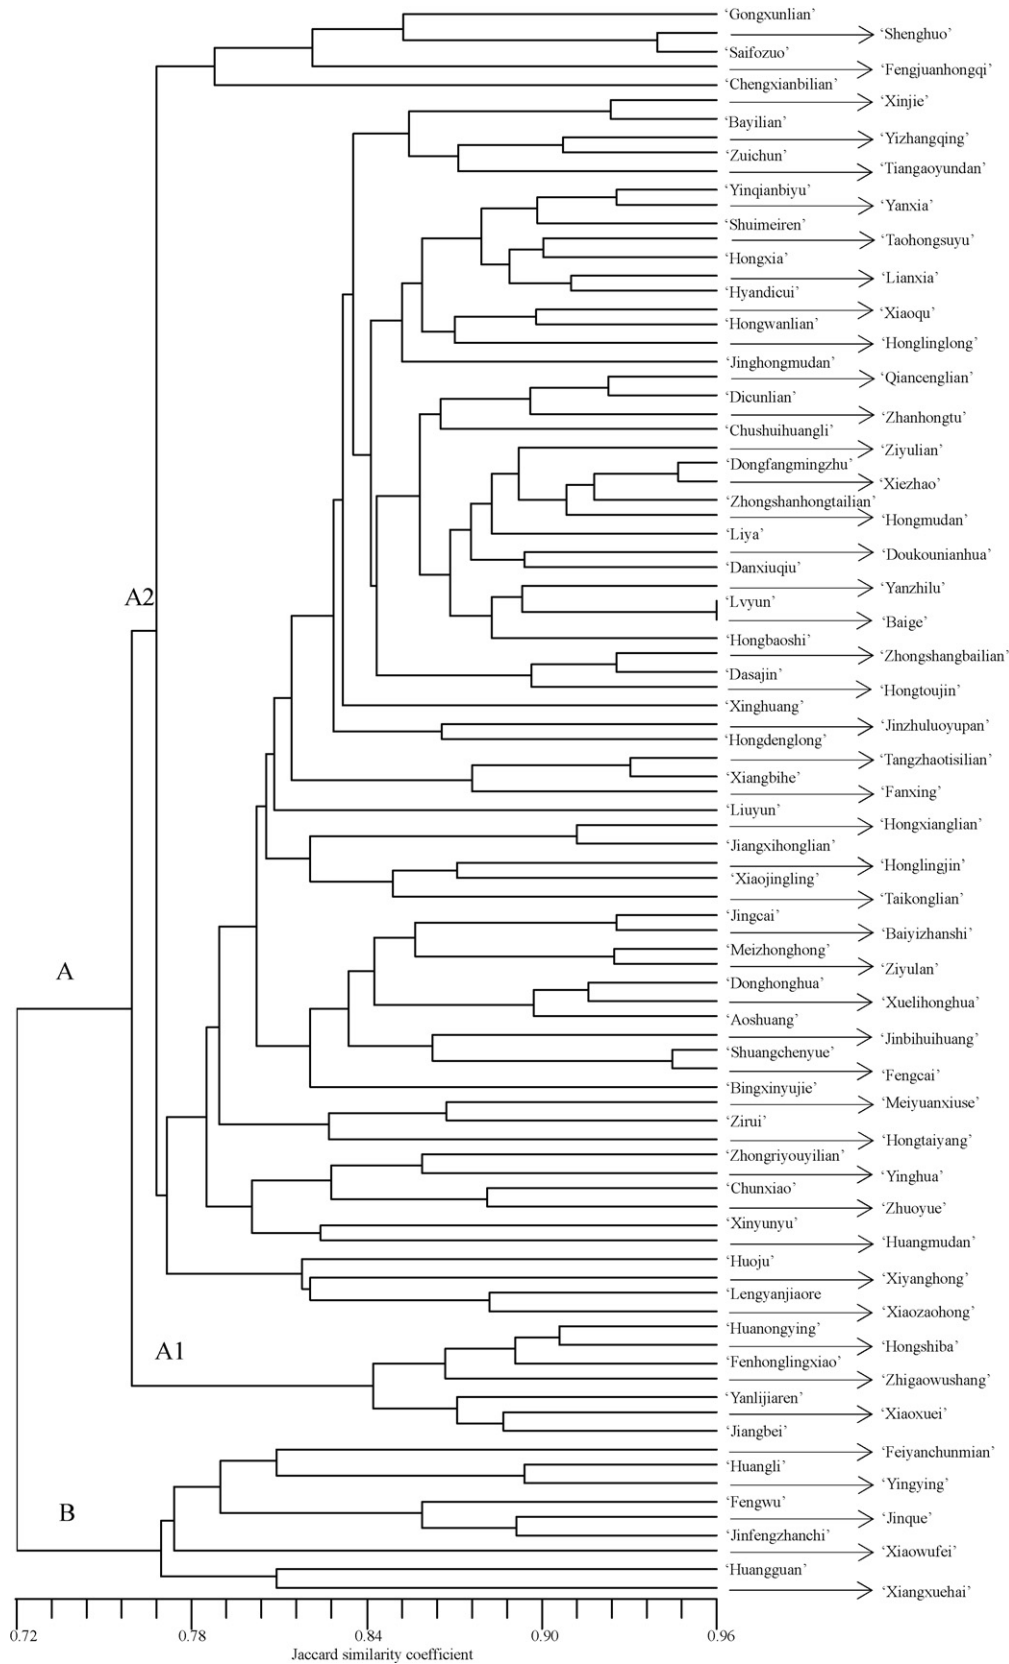 ‘Gongxunlian’
‘Shenghuo’
‘Saifozuo’
‘Fengjuanhongqi’
‘Chengxianbilian’
‘Xinjie’
‘Bayilian’
‘Yizhangqing’
‘Zuichun’
‘Tiangaoyundan’
‘Yinqianbiyu’
‘Yanxia’
‘Shuimeiren’
‘Taohongsuyu’
‘Hongxia’
‘Lianxia’
‘Hyandicui’
‘Xiaoqu’
‘Hongwanlian’
‘Honglinglong’
‘Jinghongmudan’
‘Qiancenglian’
‘Dicunlian’
‘Zhanhongtu’
‘Chushuihuangli’
‘Ziyulian’
‘Dongfangmingzhu’
‘Xiezhao’
‘Zhongshanhongtailian’
‘Hongmudan’
‘Liya’
‘Doukounianhua’
‘Danxiuqiu’
‘Yanzhilu’
A2
‘Lvyun’
‘Baige’
‘Hongbaoshi’
‘Zhongshangbailian’
‘Dasajin’
‘Hongtoujin’
‘Xinghuang’
‘Jinzhuluoyupan’
‘Hongdenglong’
‘Tangzhaotisilian’
‘Xiangbihe’
‘Fanxing’
‘Liuyun’
‘Hongxianglian’
‘Jiangxihonglian’
‘Honglingjin’
‘Xiaojingling’
‘Taikonglian’
‘Jingcai’
‘Baiyizhanshi’
‘Meizhonghong’
A
‘Ziyulan’
‘Donghonghua’
‘Xuelihonghua’
‘Aoshuang’
‘Jinbihuihuang’
‘Shuangchenyue’
‘Fengcai’
‘Bingxinyujie’
‘Meiyuanxiuse’
‘Zirui’
‘Hongtaiyang’
‘Zhongriyouyilian’
‘Yinghua’
‘Chunxiao’
‘Zhuoyue’
‘Xinyunyu’
‘Huangmudan’
‘Huoju’
‘Xiyanghong’
‘Lengyanjiaore
‘Xiaozaohong’
‘Huanongying’
‘Hongshiba’
A1
‘Fenhonglingxiao’
‘Zhigaowushang’
‘Yanlijiaren’
‘Xiaoxuei’
‘Jiangbei’
‘Feiyanchunmian’
‘Huangli’
‘Yingying’
‘Fengwu’
B
‘Jinque’
‘Jinfengzhanchi’
‘Xiaowufei’
‘Huangguan’
‘Xiangxuehai’
0.72 0.78 0.84 0.90 0.96
Jaccard similarity coefficient